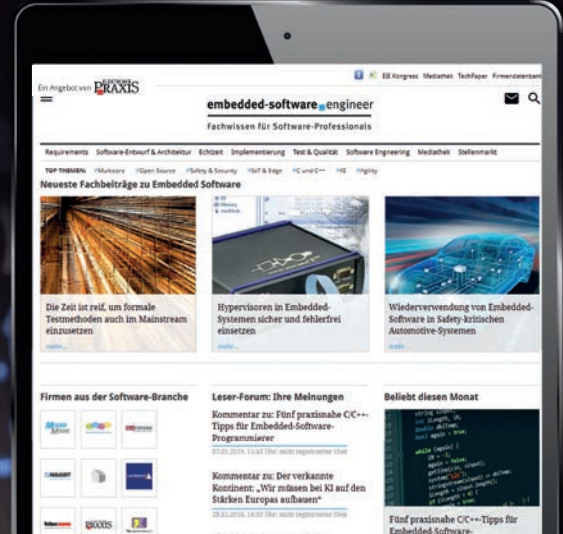 ESE Kongress Mediathek TechPaper Firmendatenbank
Ein Angebot von ELEKTRONIK PRAXIS
embedded-software engineer
Fachwissen für Software-Professionals
Requirements Software-Entwurf & Architektur Echtzeit Implementierung Test & Qualität Software Engineering Mediathek Stellenmarkt
TOP THEMEN: #Multicore #Open Source #Safety & Security #IoT & Edge #C und C++ #KI #Agility
Neueste Fachbeiträge zu Embedded Software
Die Zeit ist reif, um formale
Testmethoden auch im Mainstream
einzusetzen
mehr...
Hypervisoren in Embedded-
Systemen sicher und fehlerfrei
einsetzen
mehr...
Wiederverwendung von Embedded-
Software in Safety-kritischen
Automotive-Systemen
mehr...
Firmen aus der Software-Branche
Leser-Forum: Ihre Meinungen
Kommentar zu: Fünf praxisnahe C/C++-
Tipps für Embedded-Software-
Programmierer
Kommentar zu: Der verkannte
Kontinent: „Wir müssen bei KI auf den
Stärken Europas aufbauen“
Beliebt diesen Monat
Fünf praxisnahe C/C++-Tipps für
Embedded-Software-
PRAXIS